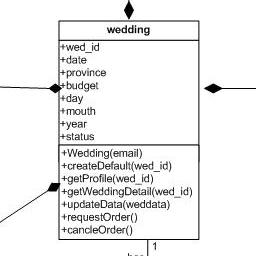 wedding
+wed_id
+date
+province
+budget
+day
+mouth
+year
+status
+Wedding(email)
+createDefault(wed_id)
+getProfile(wed_id)
+getWeddingDetail(wed_id)
+updateData(weddata)
+requestOrder()
+cancleOrder()
1